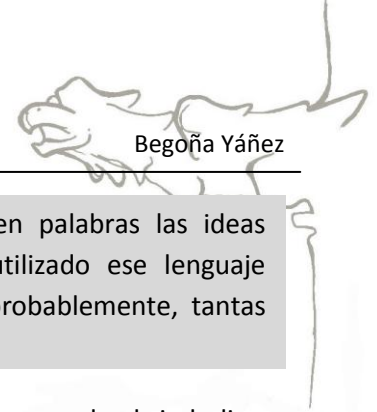 Begoña Yáñez
en palabras las ideas
utilizado ese lenguaje
probablemente, tantas